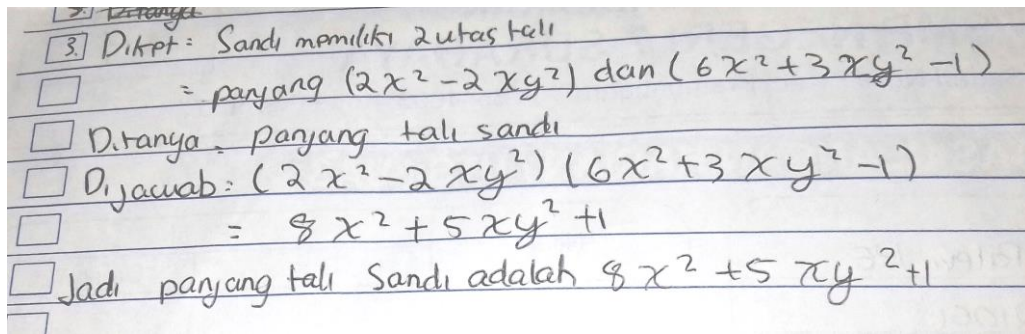 3. Diket : Sandi memiliki 2 utas tali
= panjang (2x² - 2xy²) dan (6x² + 3xy² - 1)
Ditanya : panjang tali sandi
Dijawab : (2x² - 2xy²) (6x² + 3xy² - 1)
= 8x² + 5xy² + 1
Jadi panjang tali Sandi adalah 8x² + 5xy² + 1